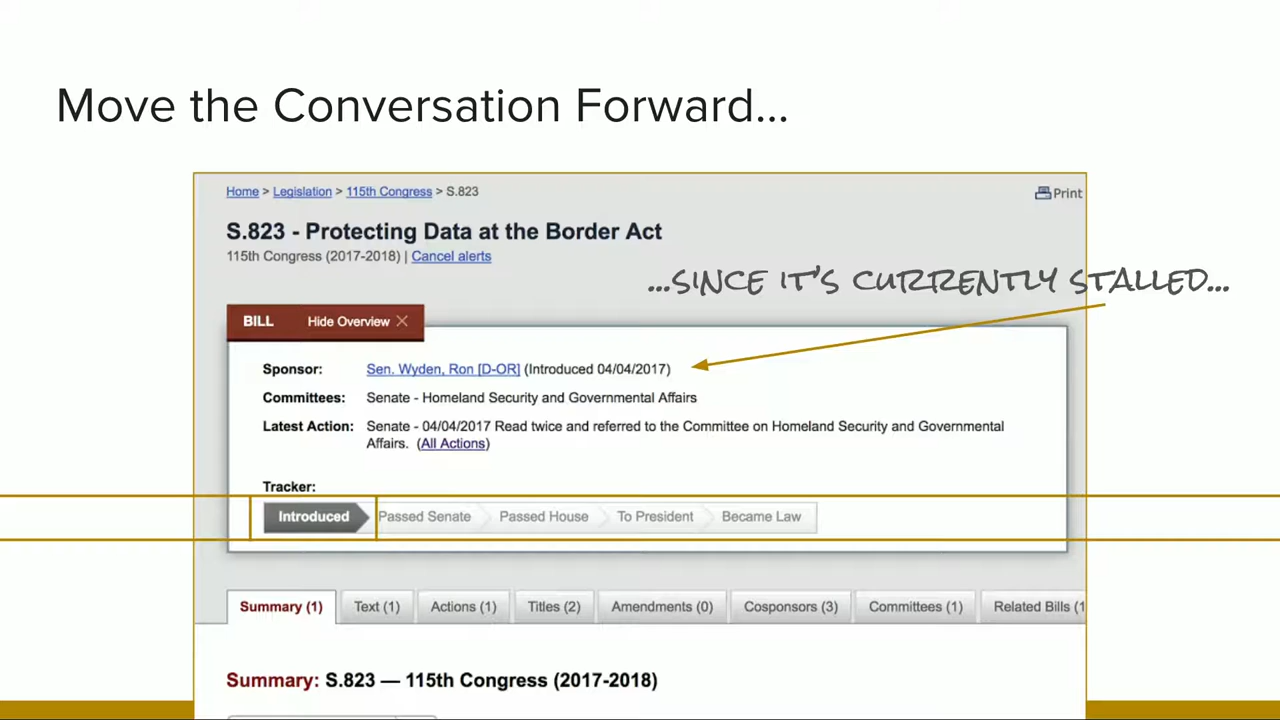 Move the Conversation Forward...
Home > Legislation > 115th Congress > S.823
Print
S.823 - Protecting Data at the Border Act
115th Congress (2017-2018) | Cancel alerts
...SINCE IT'S CURRENTLY STALLED...
BILL Hide Overview ×
Sponsor: Sen. Wyden, Ron [D-OR] (Introduced 04/04/2017)
Committees: Senate - Homeland Security and Governmental Affairs
Latest Action: Senate - 04/04/2017 Read twice and referred to the Committee on Homeland Security and Governmental
Affairs. (All Actions)
Tracker:
Introduced Passed Senate Passed House To President Became Law
Summary (1) Text (1) Actions (1) Titles (2) Amendments (0) Cosponsors (3) Committees (1) Related Bills (1
Summary: S.823 — 115th Congress (2017-2018)